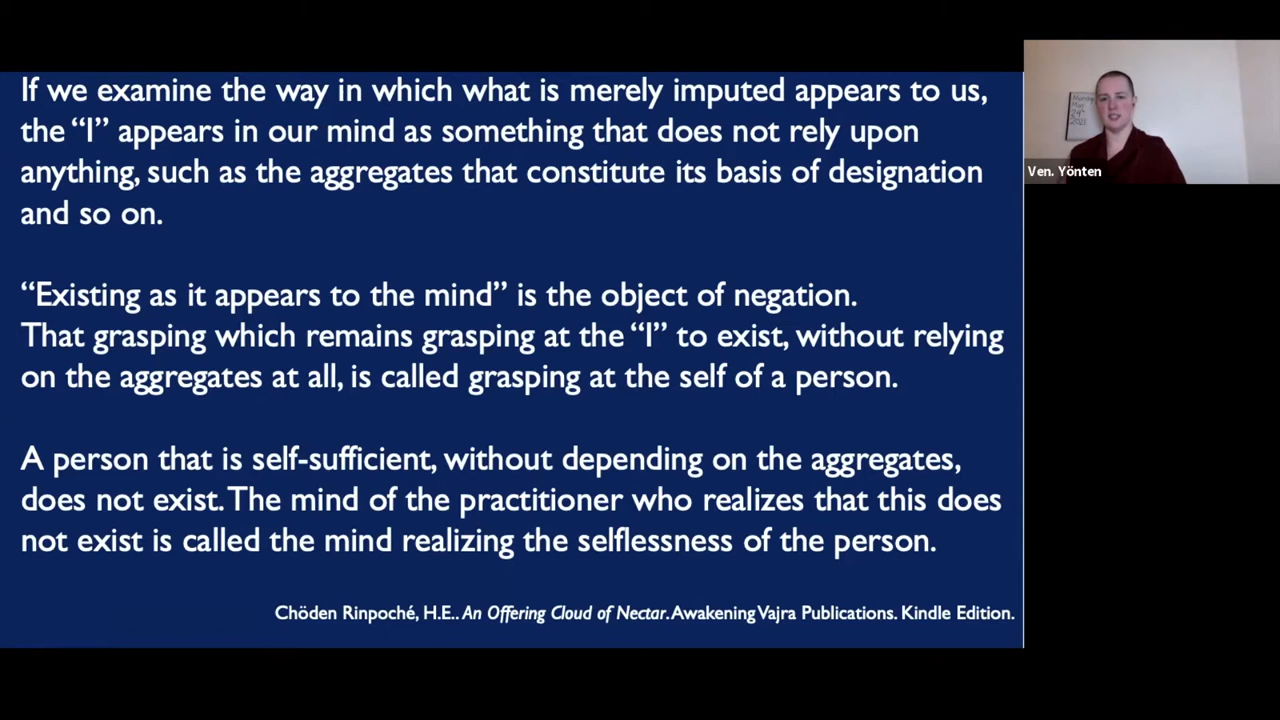 If we examine the way in which what is merely imputed appears to us,
the “I” appears in our mind as something that does not rely upon
anything, such as the aggregates that constitute its basis of designation
and so on.
“Existing as it appears to the mind” is the object of negation.
That grasping which remains grasping at the “I” to exist, without relying
on the aggregates at all, is called grasping at the self of a person.
A person that is self-sufficient, without depending on the aggregates,
does not exist. The mind of the practitioner who realizes that this does
not exist is called the mind realizing the selflessness of the person.
Chöden Rinpoché, H.E.. An Offering Cloud of Nectar. Awakening Vajra Publications. Kindle Edition.
Monday
May
24th
2021
Ven. Yönten